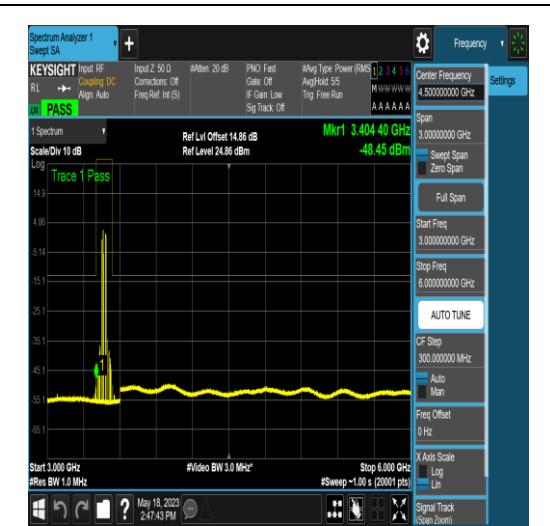 Spectrum Analyzer 1
Swept SA
Frequency
KEYSIGHT
RL
Input: RF
Coupling: DC
Align: Auto
Input Z: 50 Ω
Corrections: Off
Freq Ref: Int (S)
#Atten: 20 dB
PNO: Fast
Gate: Off
IF Gain: Low
Sig Track: Off
#Avg Type: Power (RMS
Avg|Hold: 5/5
Trig: Free Run
1 2 3 4 5 6
M W W W W W
A A A A A A
PASS
1 Spectrum
Scale/Div 10 dB
Ref Lvl Offset 14.86 dB
Ref Level 24.86 dBm
Mkr1 3.404 40 GHz
-48.45 dBm
Log
Trace 1 Pass
14.9
4.86
-5.14
-15.1
-25.1
-35.1
-45.1
-55.1
-65.1
1
Start 3.000 GHz
#Res BW 1.0 MHz
#Video BW 3.0 MHz*
Stop 6.000 GHz
#Sweep ~1.00 s (20001 pts)
Center Frequency
4.500000000 GHz
Settings
Span
3.00000000 GHz
Swept Span
Zero Span
Full Span
Start Freq
3.000000000 GHz
Stop Freq
6.000000000 GHz
AUTO TUNE
CF Step
300.000000 MHz
Auto
Man
Freq Offset
0 Hz
X Axis Scale
Log
Lin
Signal Track
(Span Zoom)
?
May 18, 2023
2:47:43 PM